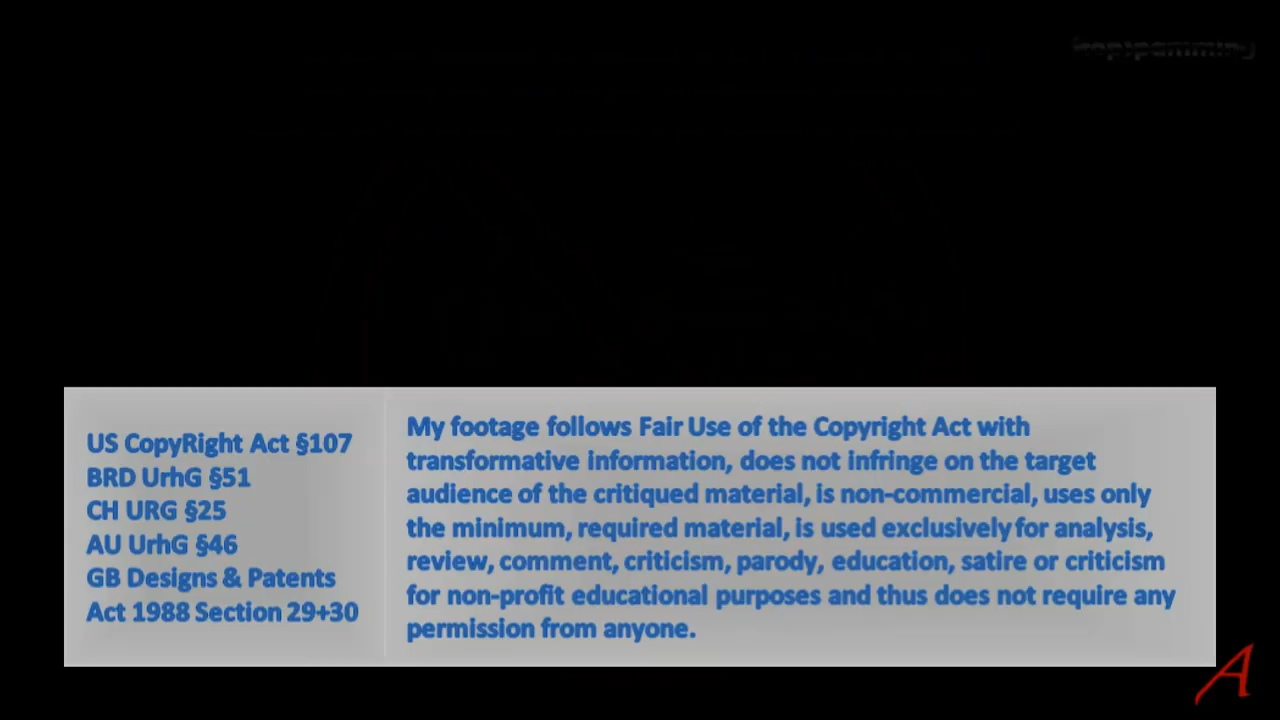 US CopyRight Act §107
BRD UrhG §51
CH URG §25
AU UrhG §46
GB Designs & Patents
Act 1988 Section 29+30
My footage follows Fair Use of the Copyright Act with
transformative information, does not infringe on the target
audience of the critiqued material, is non-commercial, uses only
the minimum, required material, is used exclusively for analysis,
review, comment, criticism, parody, education, satire or criticism
for non-profit educational purposes and thus does not require any
permission from anyone.
A